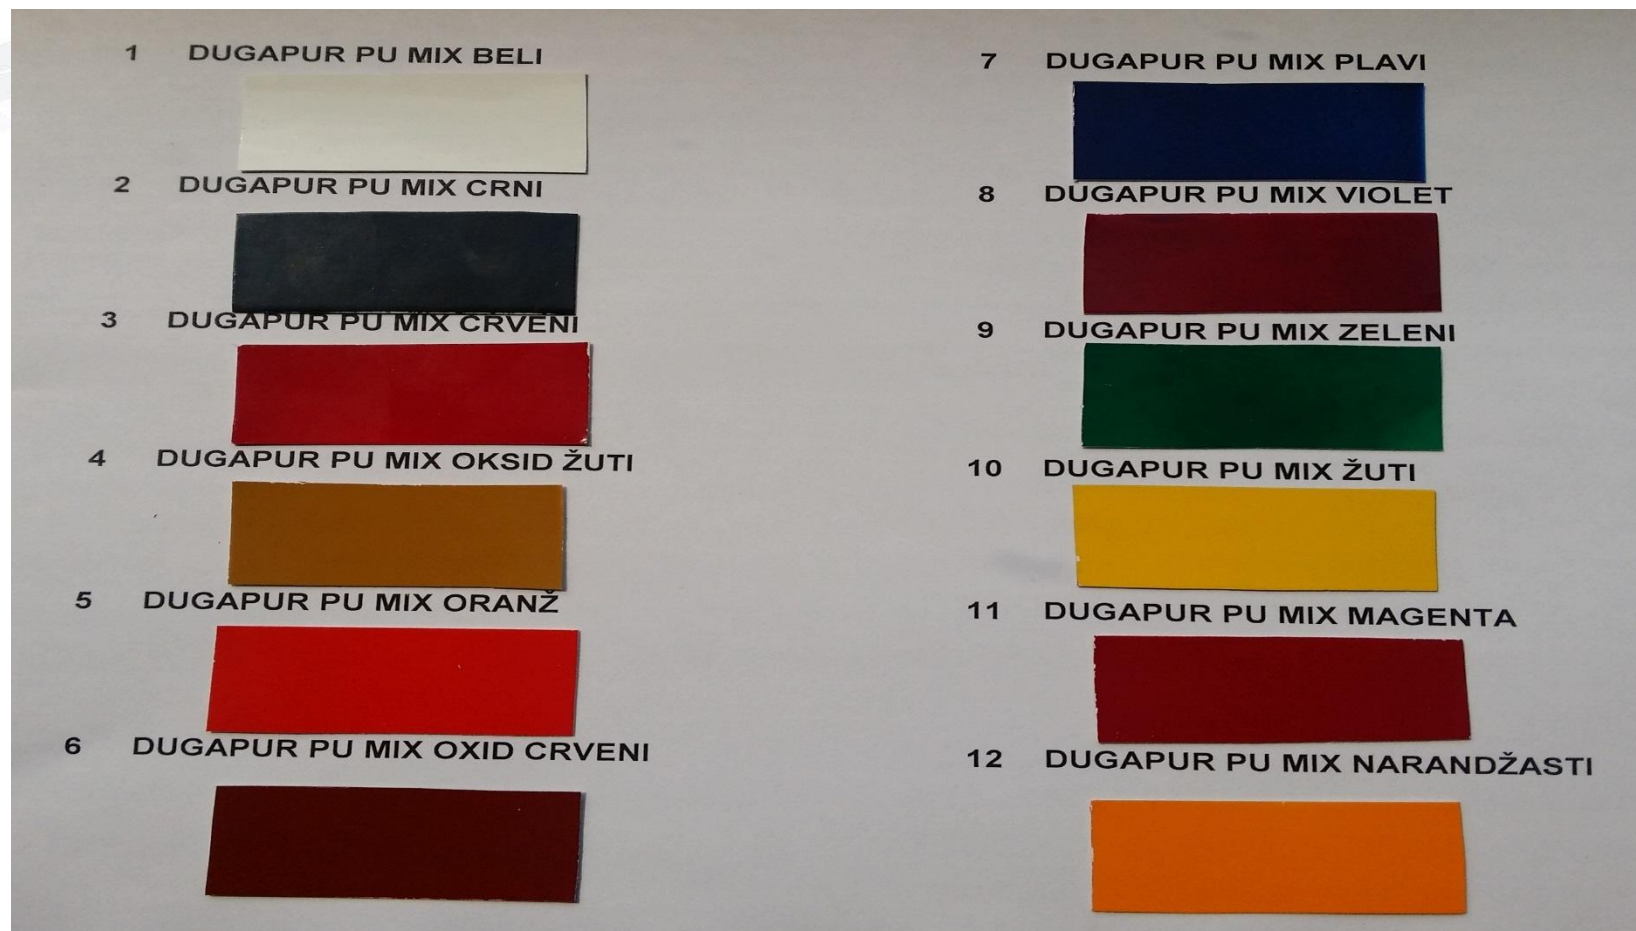 1 DUGAPUR PU MIX BELI
2 DUGAPUR PU MIX CRNI
3 DUGAPUR PU MIX CRVENI
4 DUGAPUR PU MIX OKSID ŽUTI
5 DUGAPUR PU MIX ORANŽ
6 DUGAPUR PU MIX OXID CRVENI
7 DUGAPUR PU MIX PLAVI
8 DUGAPUR PU MIX VIOLET
9 DUGAPUR PU MIX ZELENI
10 DUGAPUR PU MIX ŽUTI
11 DUGAPUR PU MIX MAGENTA
12 DUGAPUR PU MIX NARANDŽASTI